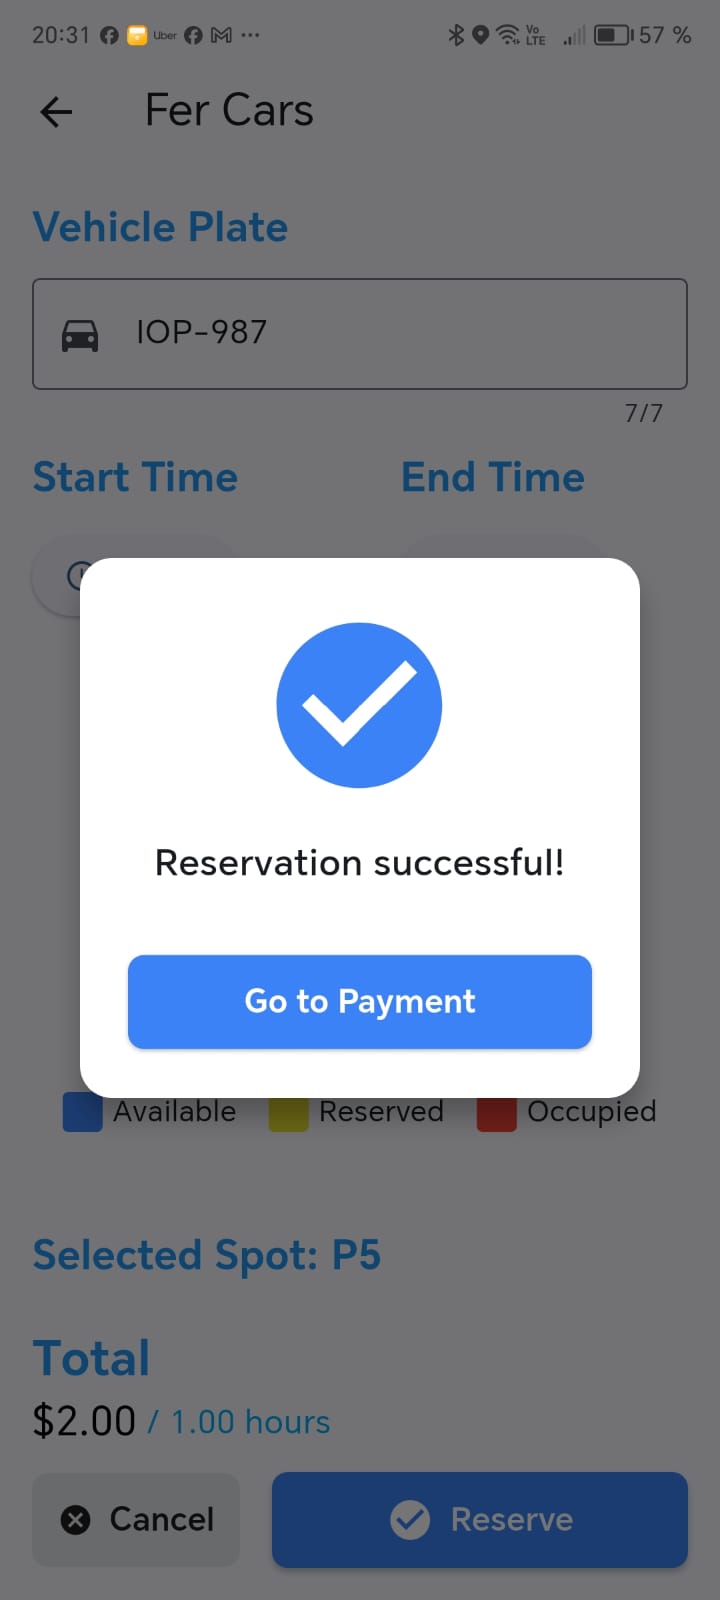 20:31 Uber ... Vo LTE 57 %
Fer Cars
Vehicle Plate
IOP-987
7/7
Start Time End Time
Reservation successful!
Go to Payment
Available Reserved Occupied
Selected Spot: P5
Total
$2.00 / 1.00 hours
Cancel Reserve